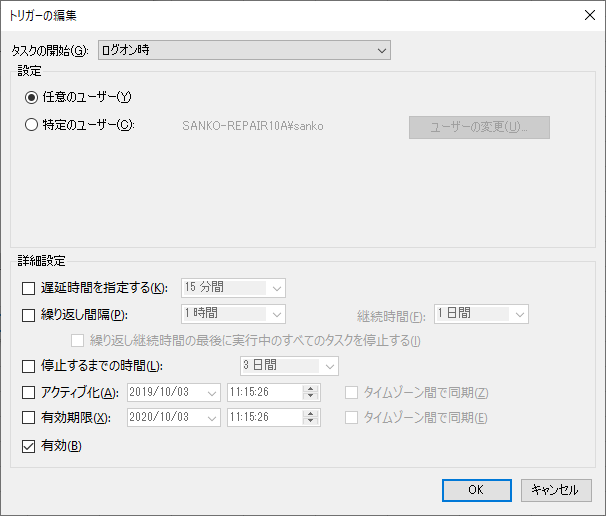 トリガーの編集
タスクの開始(G): ログオン時
設定
任意のユーザー(Y)
特定のユーザー(C): SANKO-REPAIR10A¥sanko ユーザーの変更(U)...
詳細設定
遅延時間を指定する(K): 15 分間
繰り返し間隔(P): 1 時間 継続時間(F): 1 日間
繰り返し継続時間の最後に実行中のすべてのタスクを停止する(I)
停止するまでの時間(L): 3 日間
アクティブ化(A): 2019/10/03 11:15:26 タイムゾーン間で同期(Z)
有効期限(X): 2020/10/03 11:15:26 タイムゾーン間で同期(E)
有効(B)
OK キャンセル